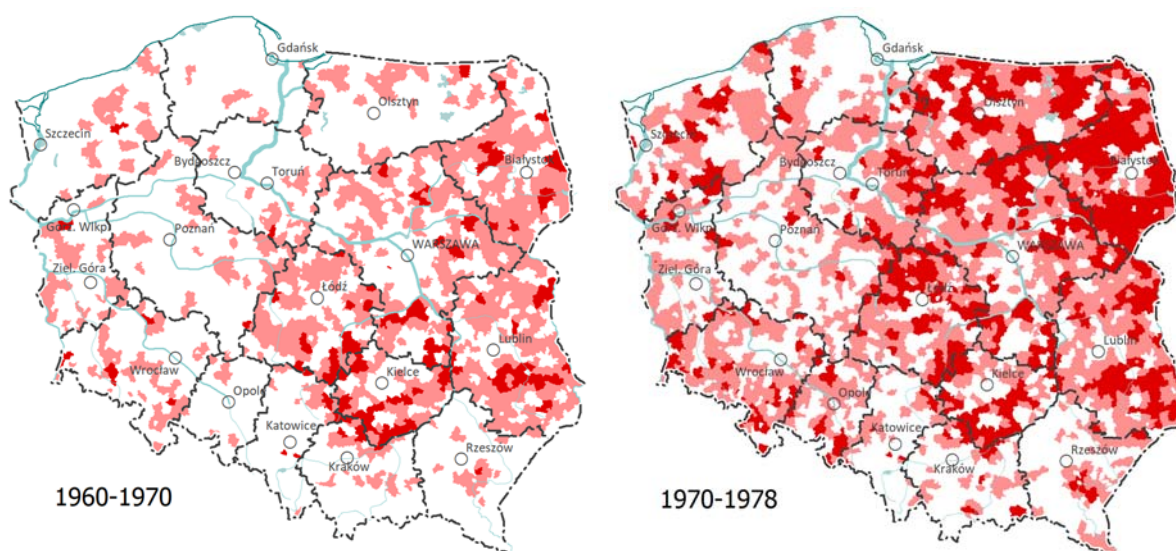 Gdańsk
Olsztyn
Szczecin
Bydgoszcz
Białystok
Toruń
Gorz. Wlkp.
Poznań
WARSZAWA
Ziel. Góra
Łódź
Lublin
Wrocław
Kielce
Opole
Katowice
Kraków
Rzeszow
1960-1970
Gdańsk
Olsztyn
Szczecin
Bydgoszcz
Białystok
Toruń
Gorz. Wlkp.
Poznań
WARSZAWA
Ziel. Góra
Łódź
Lublin
Wrocław
Kielce
Opole
Katowice
Kraków
Rzeszow
1970-1978